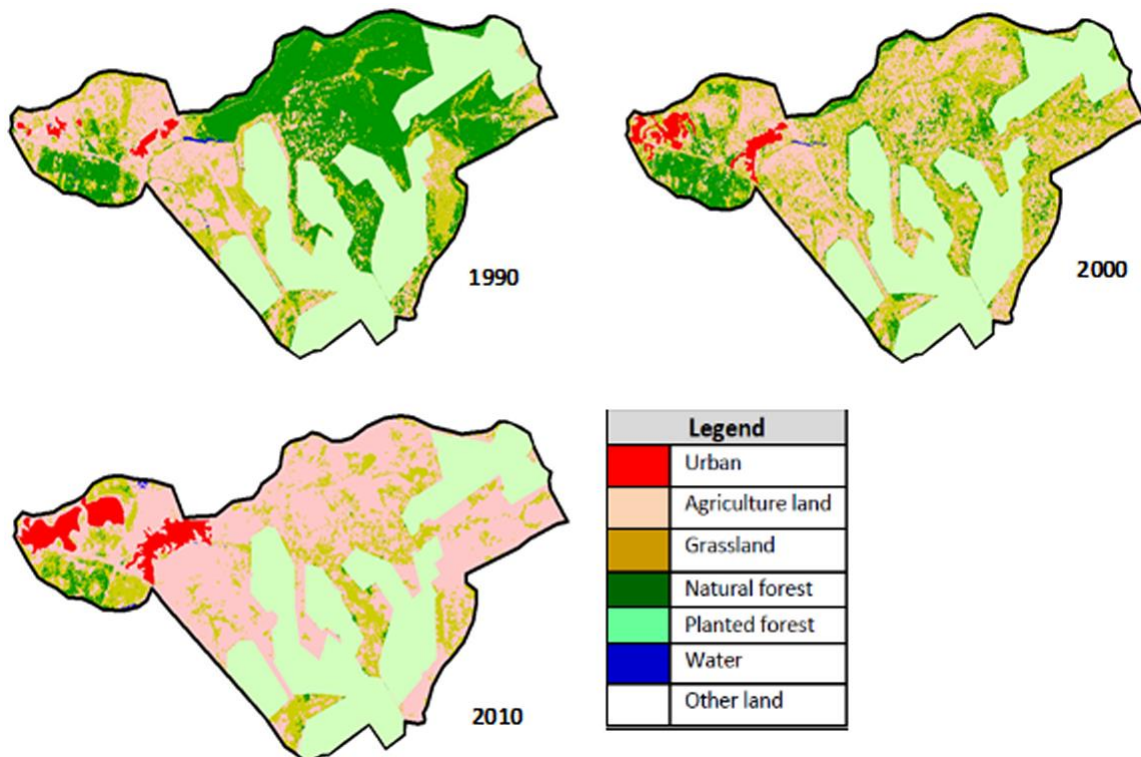 1990
2000
2010
Legend
Urban
Agriculture land
Grassland
Natural forest
Planted forest
Water
Other land